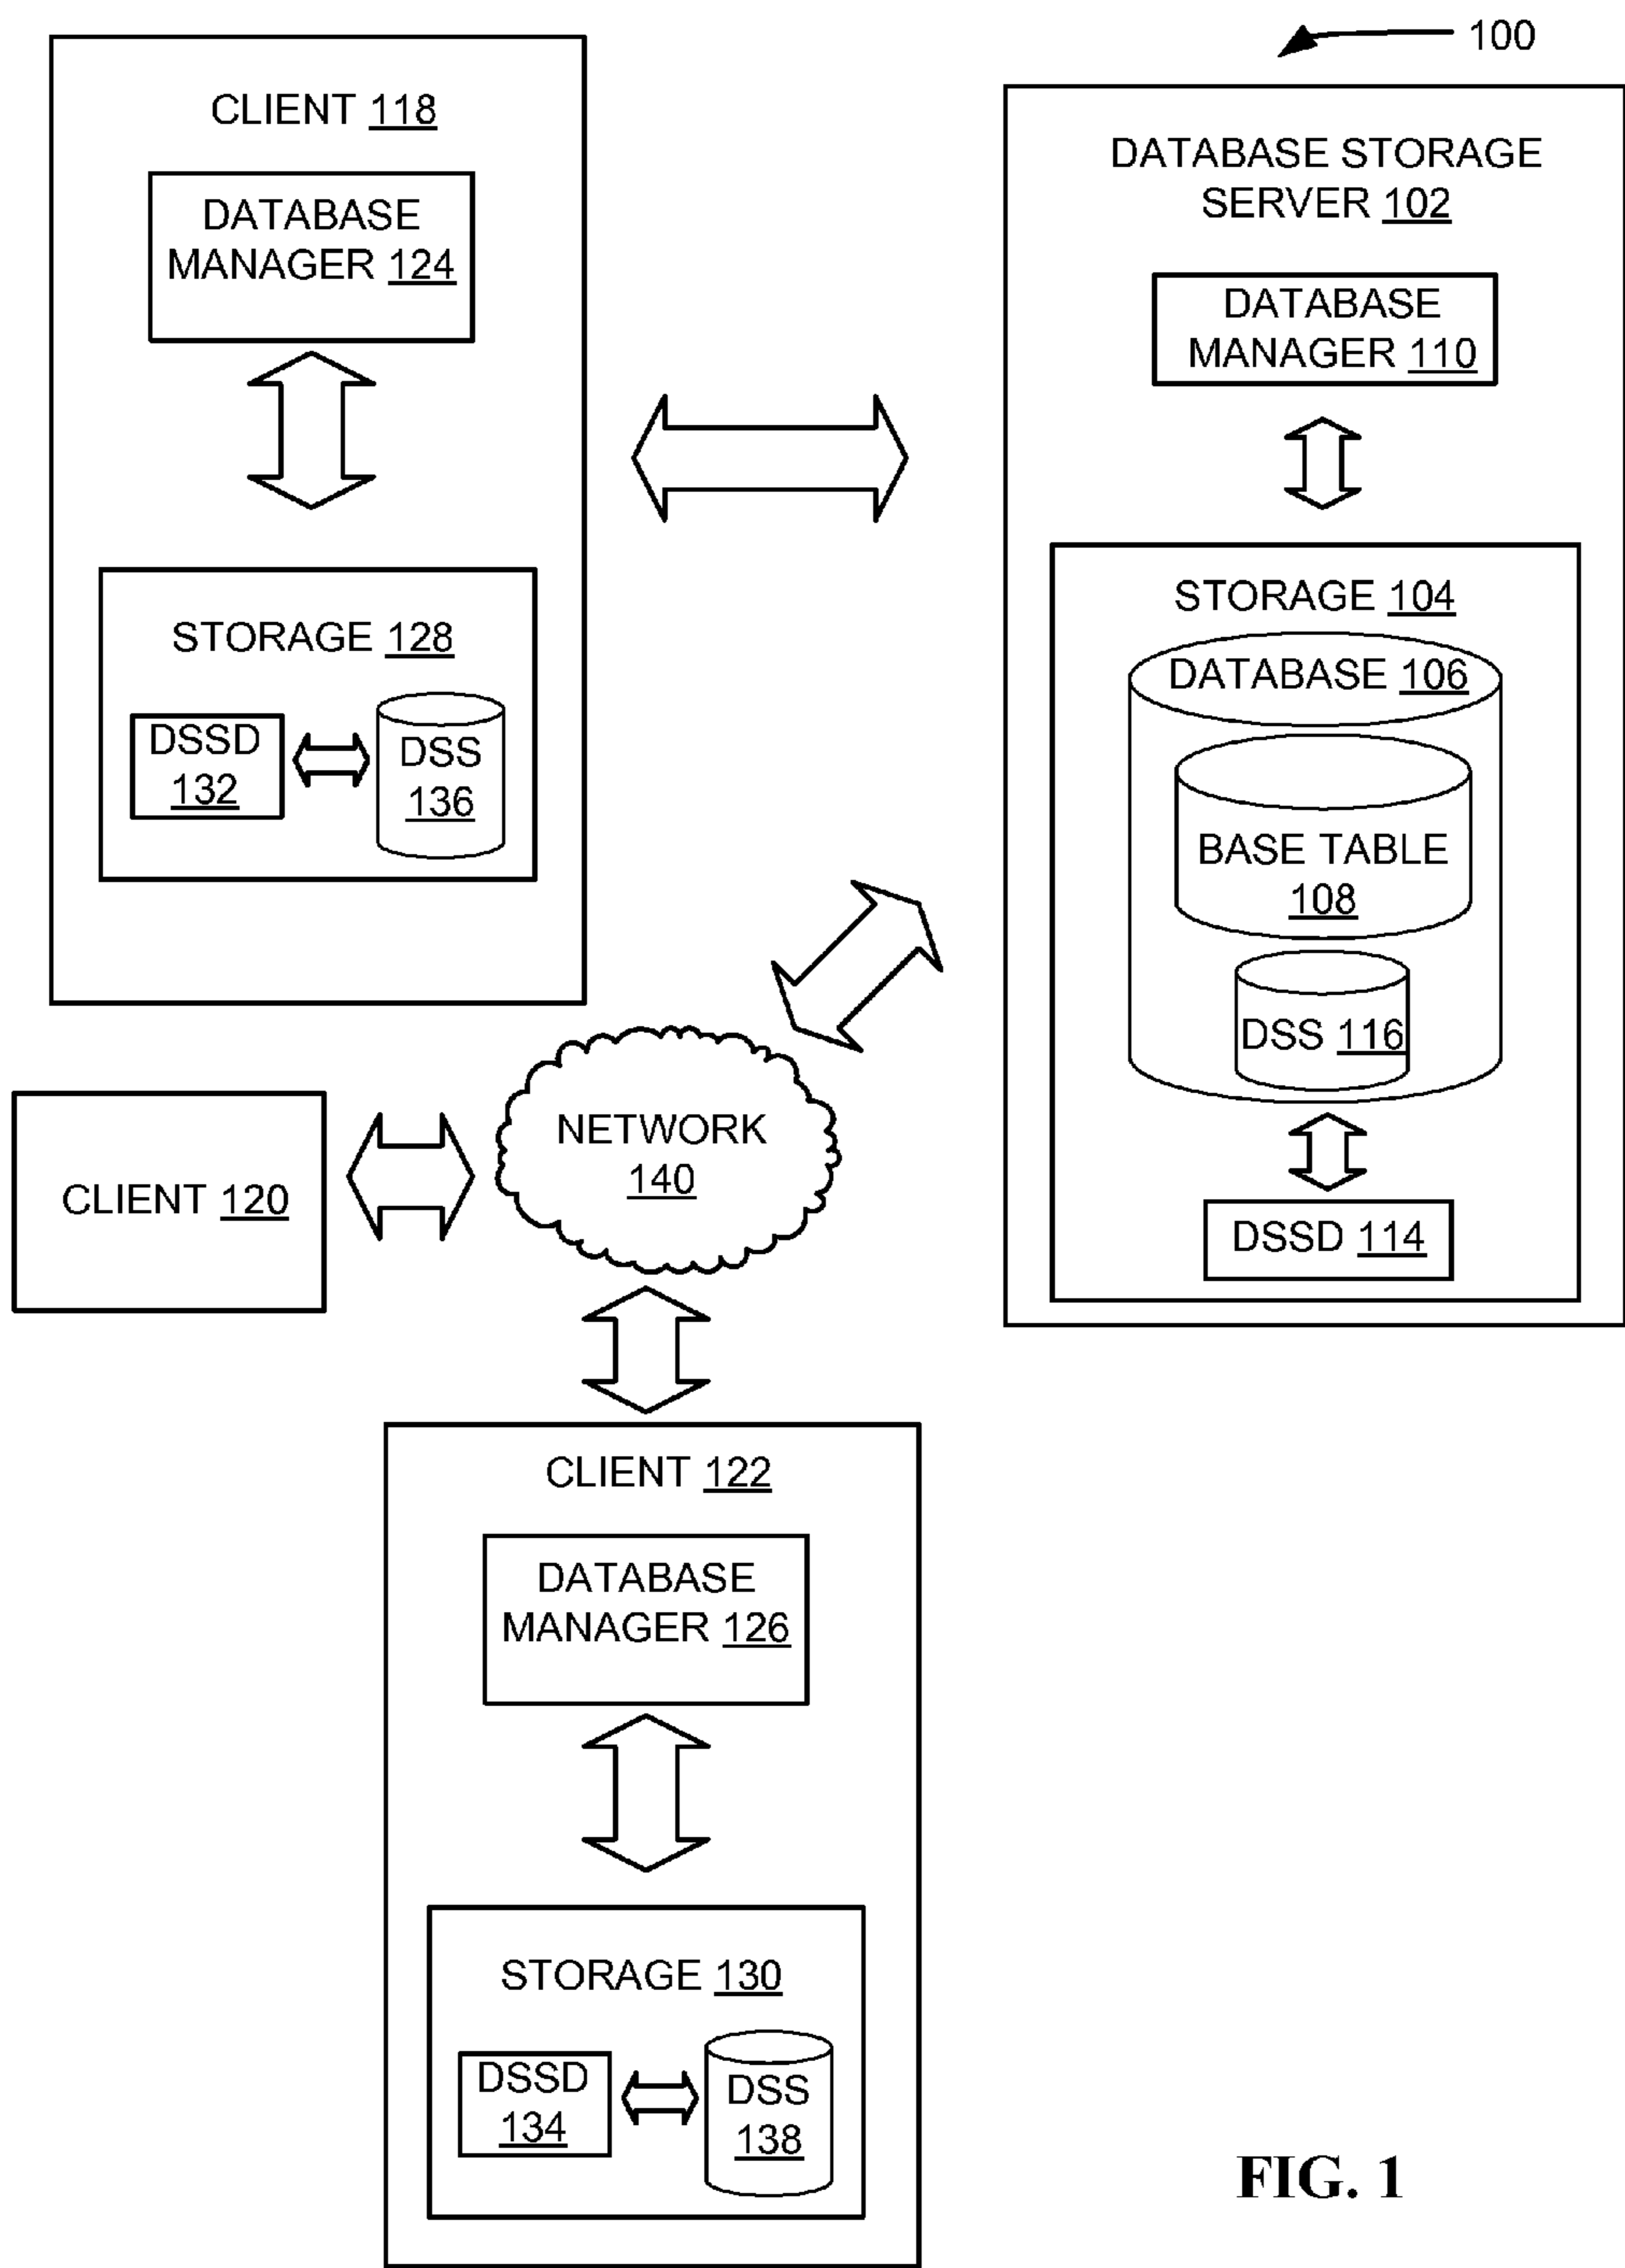 100
CLIENT 118
DATABASE
MANAGER 124
STORAGE 128
DSSD
132
DSS
136
DATABASE STORAGE
SERVER 102
DATABASE
MANAGER 110
STORAGE 104
DATABASE 106
BASE TABLE
108
DSS 116
DSSD 114
NETWORK
140
CLIENT 120
CLIENT 122
DATABASE
MANAGER 126
STORAGE 130
DSSD
134
DSS
138
FIG. 1